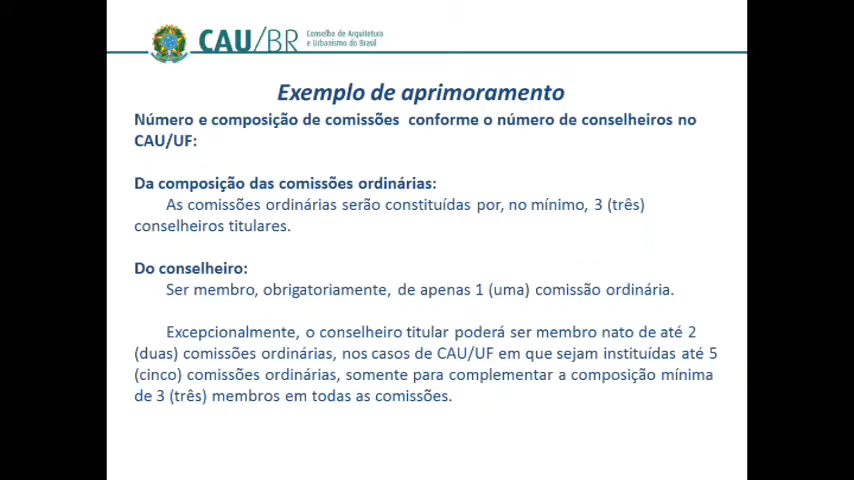 CAU/BR
Conselho de Arquitetura
e Urbanismo do Brasil
Exemplo de aprimoramento
Número e composição de comissões conforme o número de conselheiros no
CAU/UF:
Da composição das comissões ordinárias:
As comissões ordinárias serão constituídas por, no mínimo, 3 (três)
conselheiros titulares.
Do conselheiro:
Ser membro, obrigatoriamente, de apenas 1 (uma) comissão ordinária.
Excepcionalmente, o conselheiro titular poderá ser membro nato de até 2
(duas) comissões ordinárias, nos casos de CAU/UF em que sejam instituídas até 5
(cinco) comissões ordinárias, somente para complementar a composição mínima
de 3 (três) membros em todas as comissões.